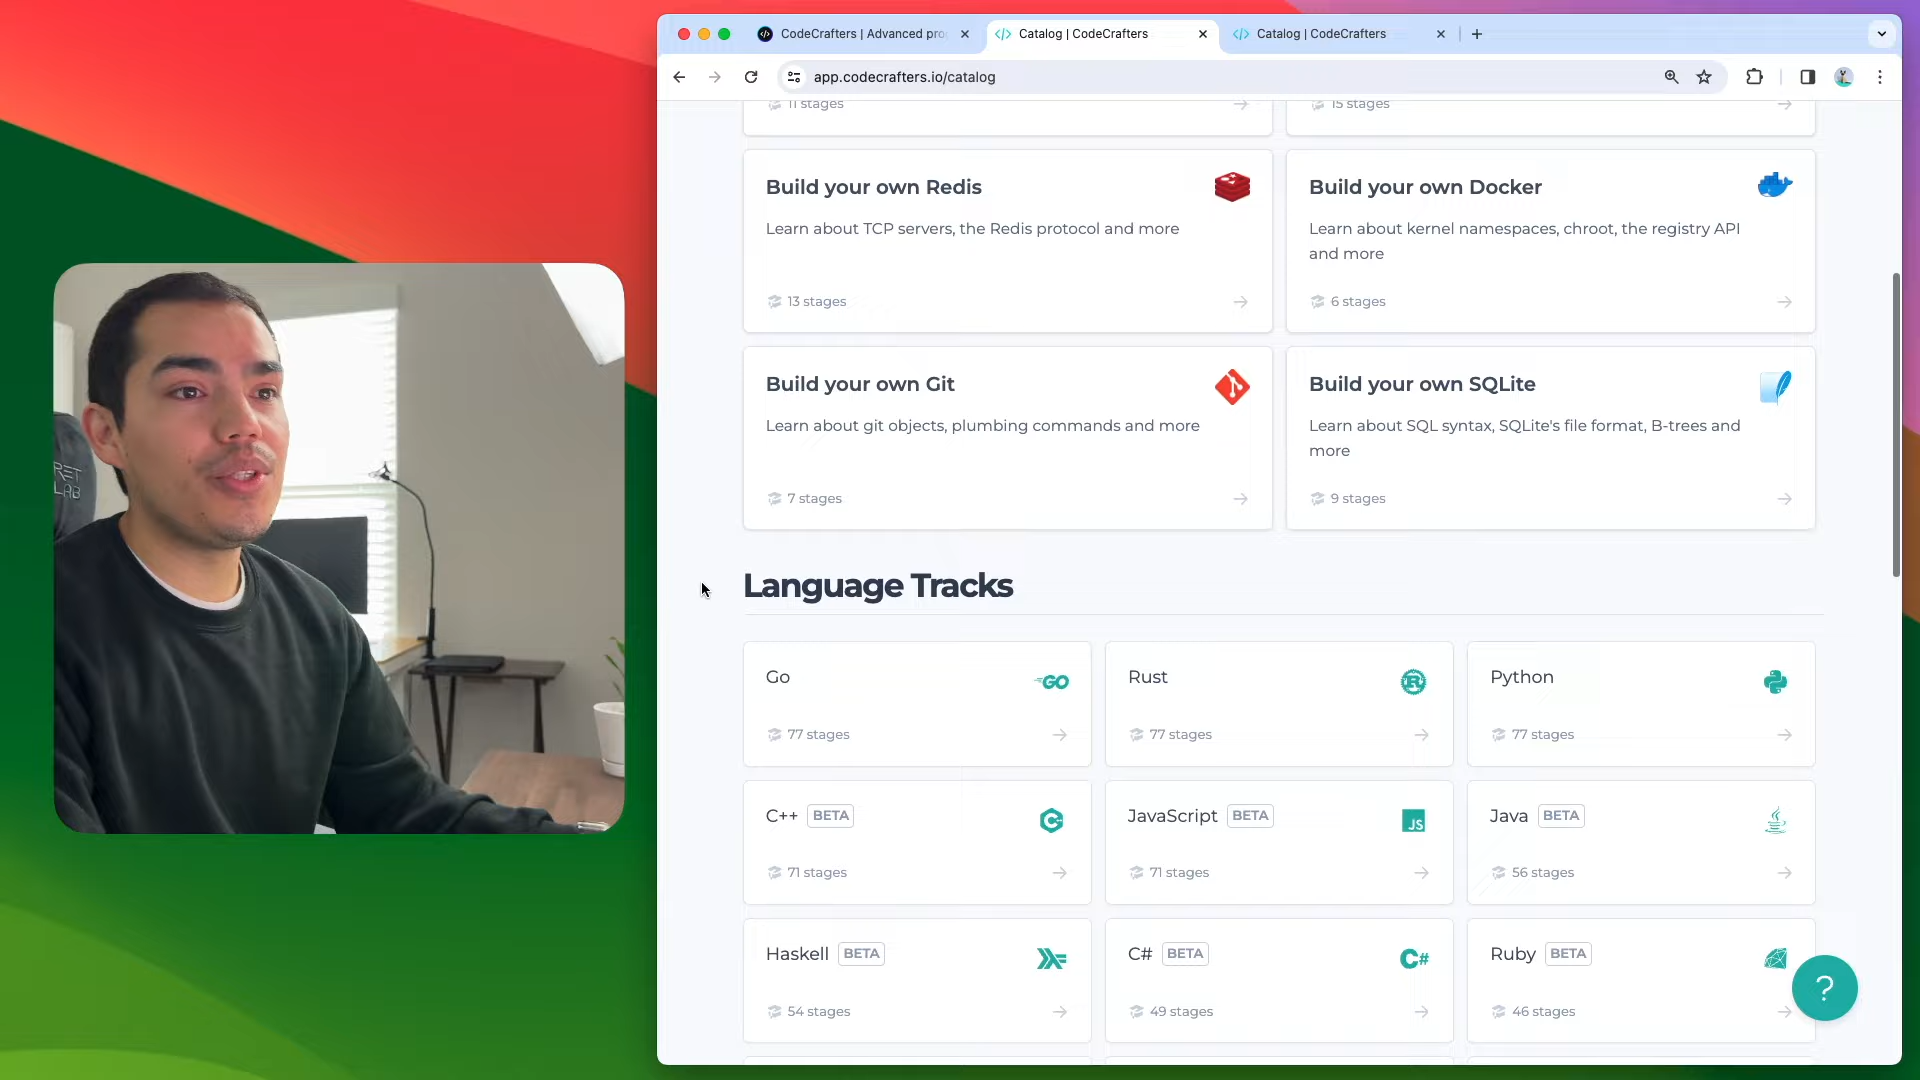 CodeCrafters | Advanced pro
Catalog | CodeCrafters
Catalog | CodeCrafters
app.codecrafters.io/catalog
11 stages
15 stages
Build your own Redis
Learn about TCP servers, the Redis protocol and more
13 stages
Build your own Docker
Learn about kernel namespaces, chroot, the registry API
and more
6 stages
Build your own Git
Learn about git objects, plumbing commands and more
7 stages
Build your own SQLite
Learn about SQL syntax, SQLite's file format, B-trees and
more
9 stages
Language Tracks
Go
GO
77 stages
Rust
R
77 stages
Python
77 stages
C++ BETA
C
71 stages
JavaScript BETA
JS
71 stages
Java BETA
56 stages
Haskell BETA
54 stages
C# BETA
C#
49 stages
Ruby BETA
46 stages
?
RET
LAB